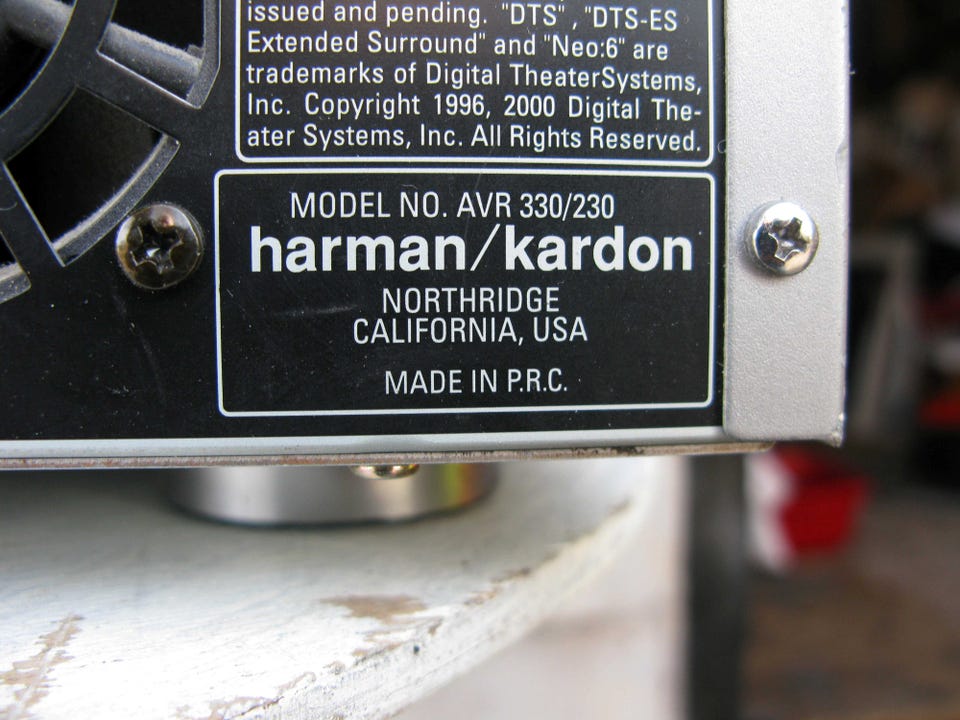 issued and pending. "DTS", "DTS-ES
Extended Surround" and "Neo:6" are
trademarks of Digital TheaterSystems,
Inc. Copyright 1996, 2000 Digital The-
ater Systems, Inc. All Rights Reserved.
MODEL NO. AVR 330/230
harman/kardon
NORTHRIDGE
CALIFORNIA, USA
MADE IN P.R.C.